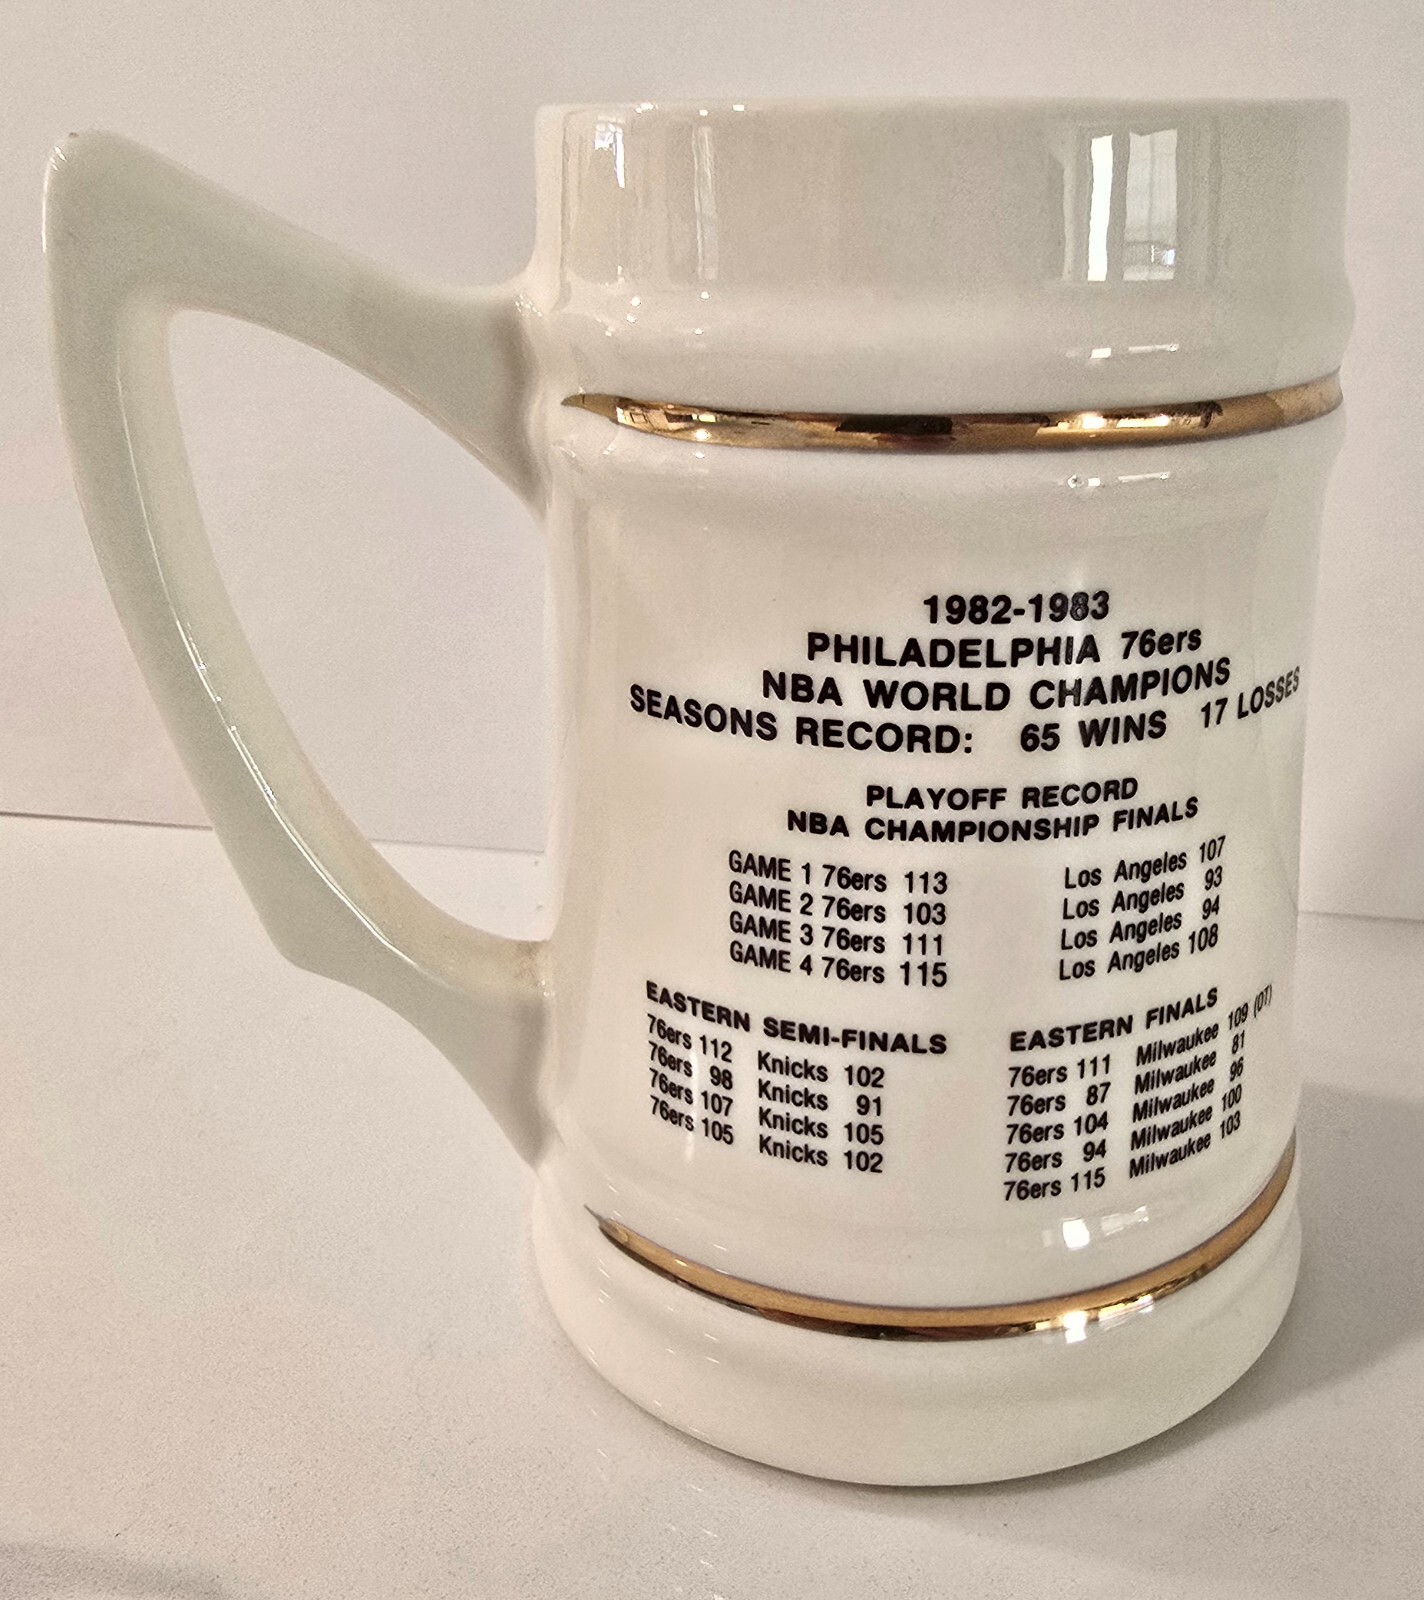 1982-1983
PHILADELPHIA 76ers
NBA WORLD CHAMPIONS
SEASONS RECORD: 65 WINS 17 LOSSES
PLAYOFF RECORD
NBA CHAMPIONSHIP FINALS
GAME 1 76ers 113 Los Angeles 107
GAME 2 76ers 103 Los Angeles 93
GAME 3 76ers 111 Los Angeles 94
GAME 4 76ers 115 Los Angeles 108
EASTERN SEMI-FINALS
76ers 112 Knicks 102
76ers 98 Knicks 91
76ers 107 Knicks 105
76ers 105 Knicks 102
EASTERN FINALS
76ers 111 Milwaukee 109 (OT)
76ers 87 Milwaukee 81
76ers 104 Milwaukee 96
76ers 94 Milwaukee 100
76ers 115 Milwaukee 103